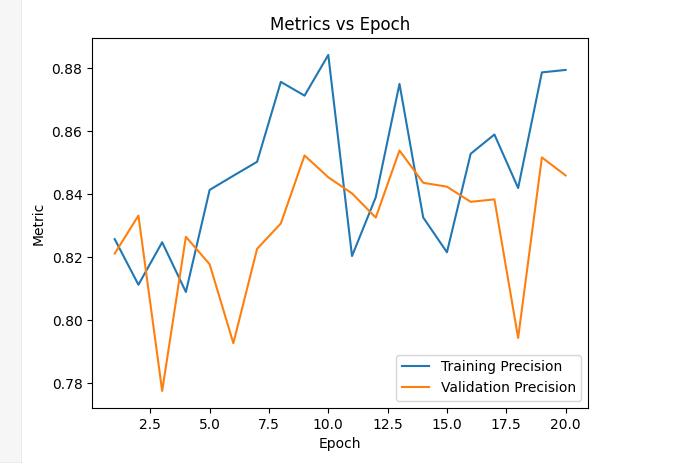 Metrics vs Epoch
0.88
0.86
0.84
0.82
0.80
0.78
Metric
Training Precision
Validation Precision
2.5 5.0 7.5 10.0 12.5 15.0 17.5 20.0
Epoch